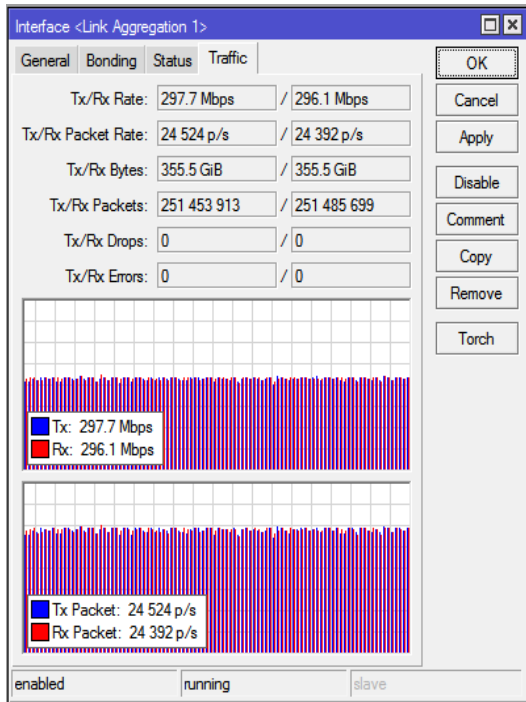 Interface <Link Aggregation 1>
General Bonding Status Traffic
OK
Cancel
Apply
Disable
Comment
Copy
Remove
Torch
Tx/Rx Rate: 297.7 Mbps / 296.1 Mbps
Tx/Rx Packet Rate: 24 524 p/s / 24 392 p/s
Tx/Rx Bytes: 355.5 GiB / 355.5 GiB
Tx/Rx Packets: 251 453 913 / 251 485 699
Tx/Rx Drops: 0 / 0
Tx/Rx Errors: 0 / 0
Tx: 297.7 Mbps
Rx: 296.1 Mbps
Tx Packet: 24 524 p/s
Rx Packet: 24 392 p/s
enabled running slave